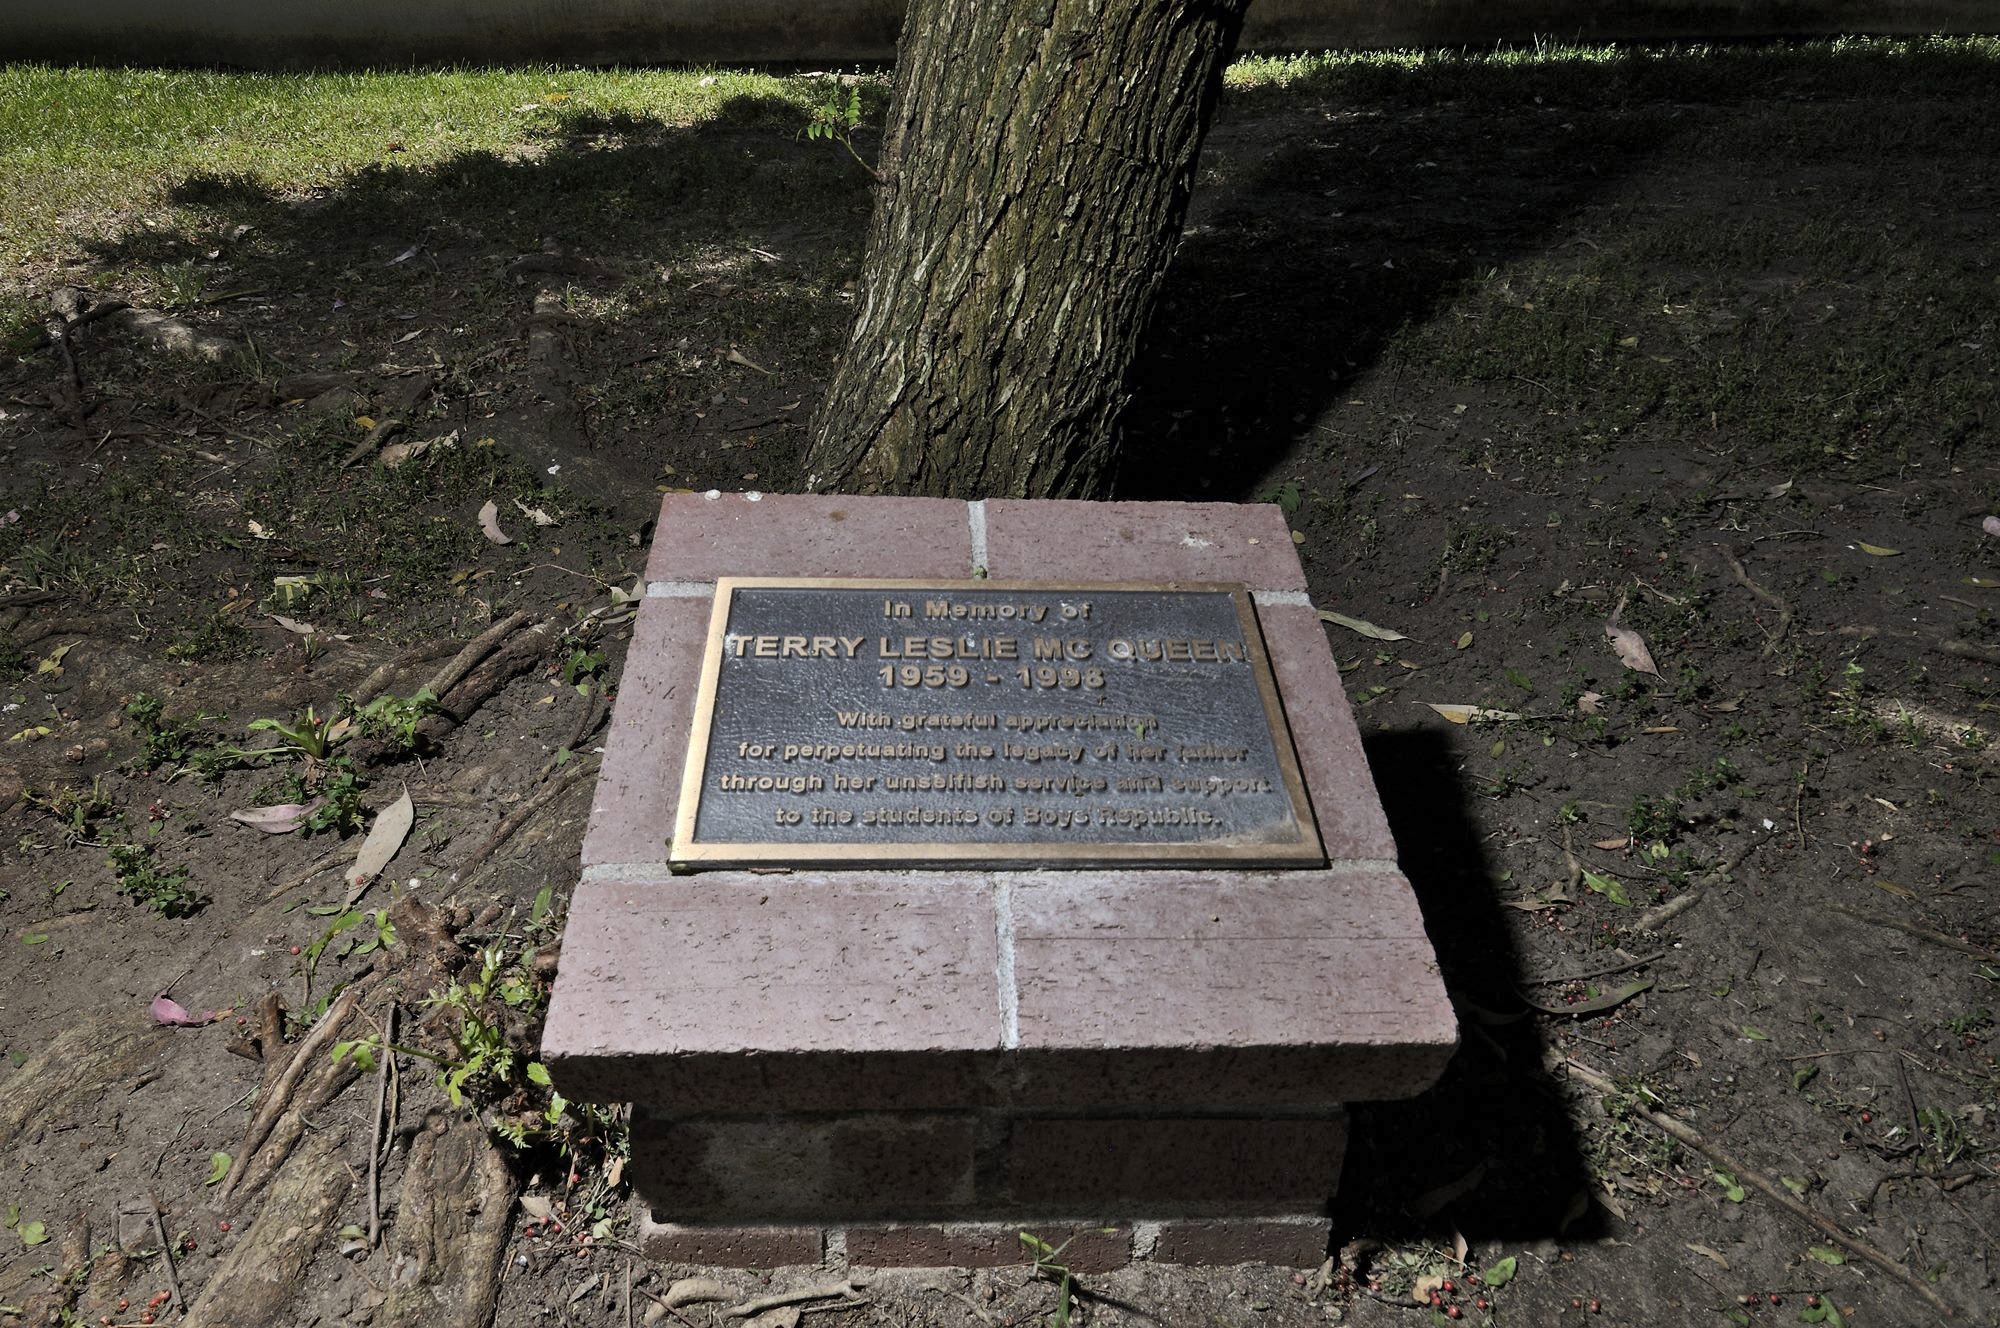 In Memory of
TERRY LESLIE MC QUEEN
1959 - 1998
With grateful appreciation
for perpetuating the legacy of her father
through her unselfish service and support
to the students of Boys Republic.